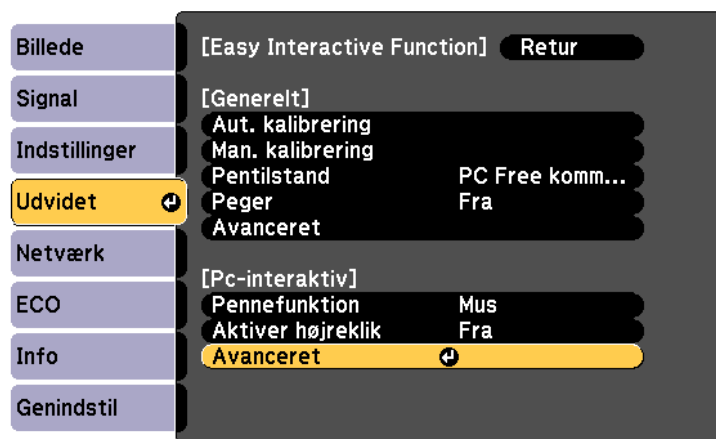 Billede
Signal
Indstillinger
Udvidet
Netværk
ECO
Info
Genindstil
[Easy Interactive Function] Retur
[Generelt]
Aut. kalibrering
Man. kalibrering
Pentilstand PC Free komm...
Peger Fra
Avanceret
[Pc-interaktiv]
Pennefunktion Mus
Aktiver højreklik Fra
Avanceret